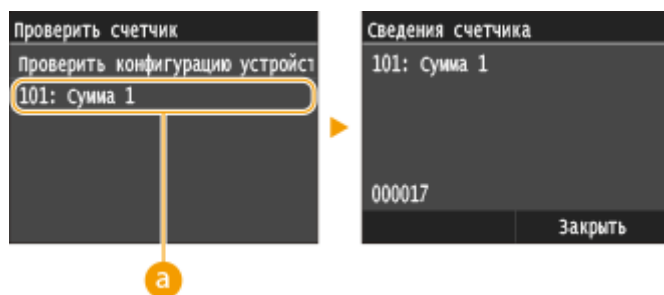 Проверить счетчик
Проверить конфигурацию устройст
101: Сумма 1
a
Сведения счетчика
101: Сумма 1
000017
Закрыть